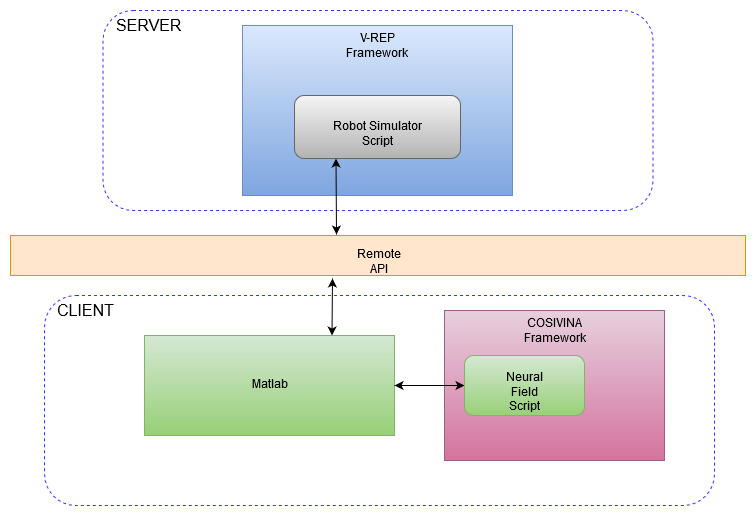 SERVER
V-REP
Framework
Robot Simulator
Script
Remote
API
CLIENT
COSIVINA
Framework
Matlab
Neural
Field
Script